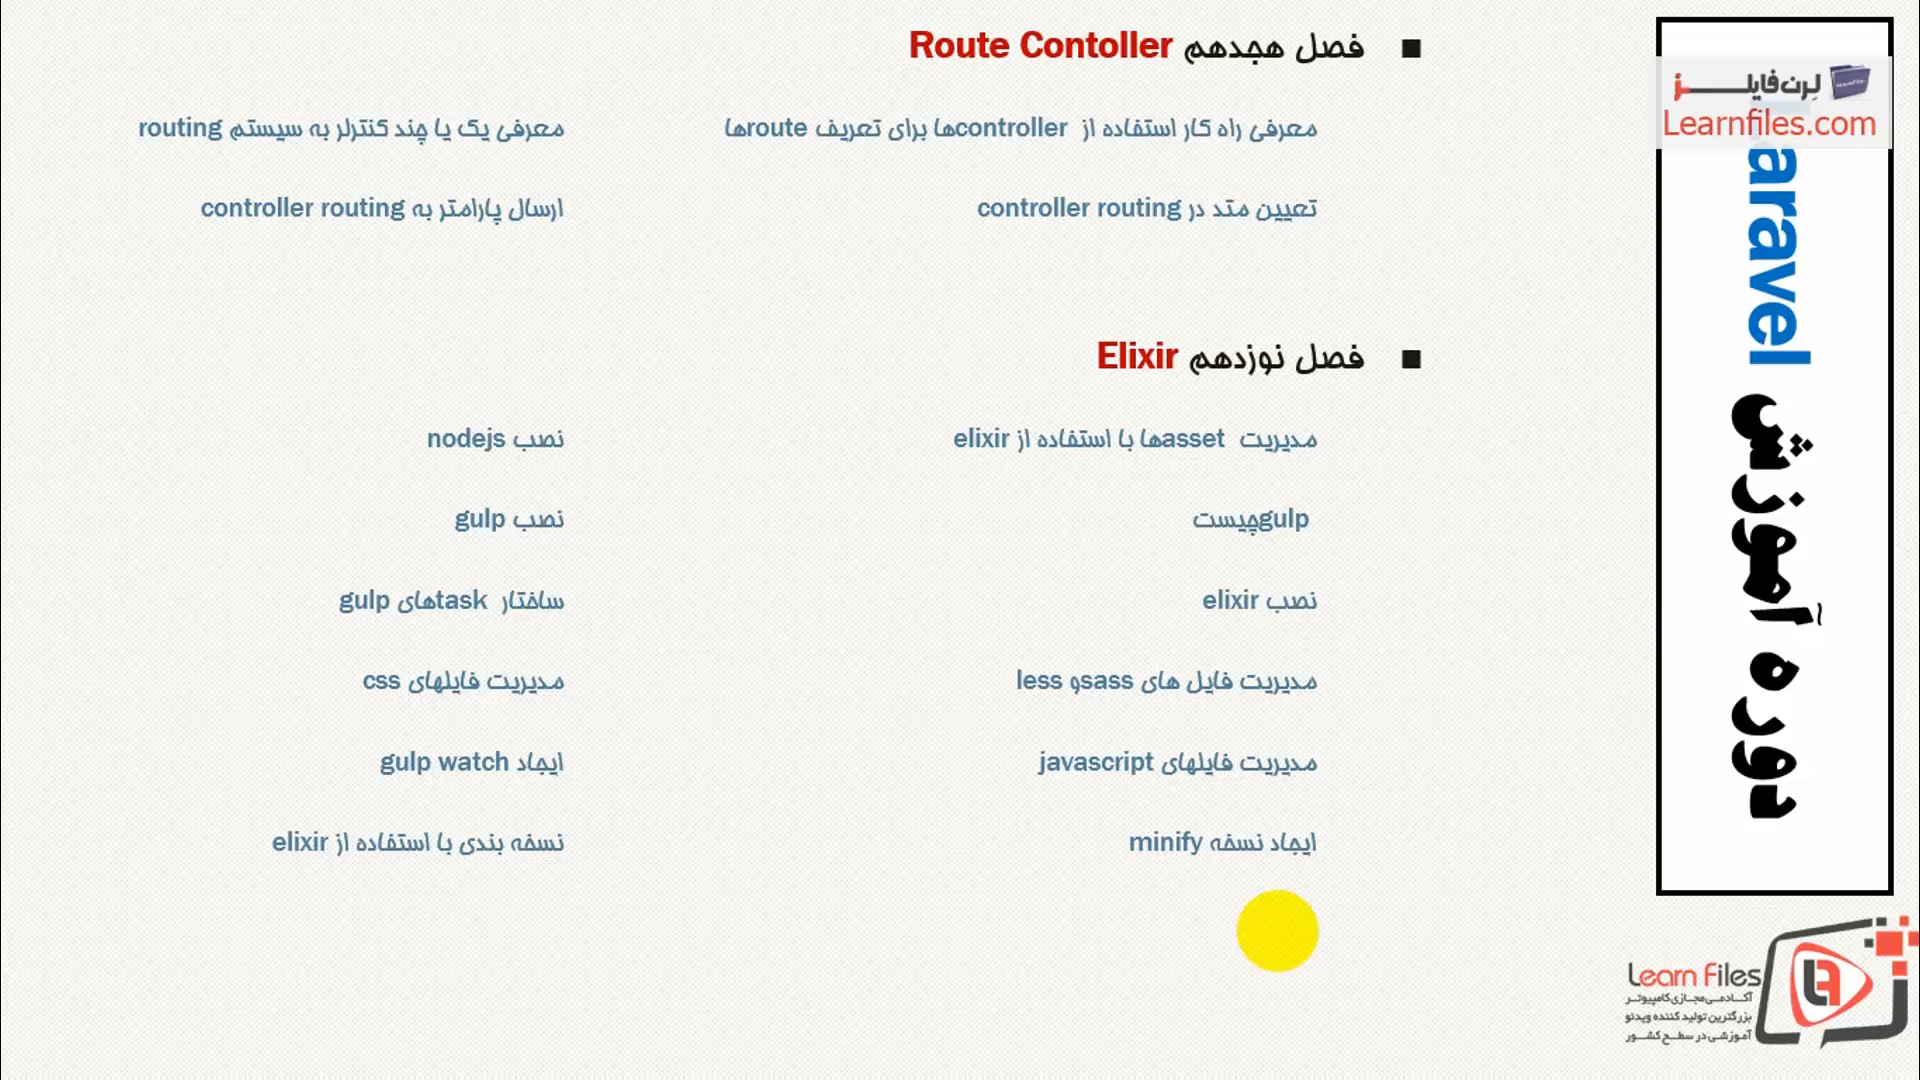 فصل هجدهم Route Contoller
معرفی راه کار استفاده از controllerها برای تعریف routeها
معرفی یک یا چند کنترلر به سیستم routing
تعیین متد در controller routing
ارسال پارامتر به controller routing
فصل نوزدهم Elixir
مدیریت assetها با استفاده از elixir
نصب nodejs
gulpچیست
نصب gulp
نصب elixir
ساختار taskهای gulp
مدیریت فایل های sassو less
مدیریت فایلهای css
مدیریت فایلهای javascript
ایجاد gulp watch
ایجاد نسخه minify
نسخه بندی با استفاده از elixir
لرن فایلز
Learnfiles.com
دوره آموزش aravel
Learn Files
آکادمی مجازی کامپیوتر
بزرگترین تولید کننده ویدئو
آموزشی در سطح کشور